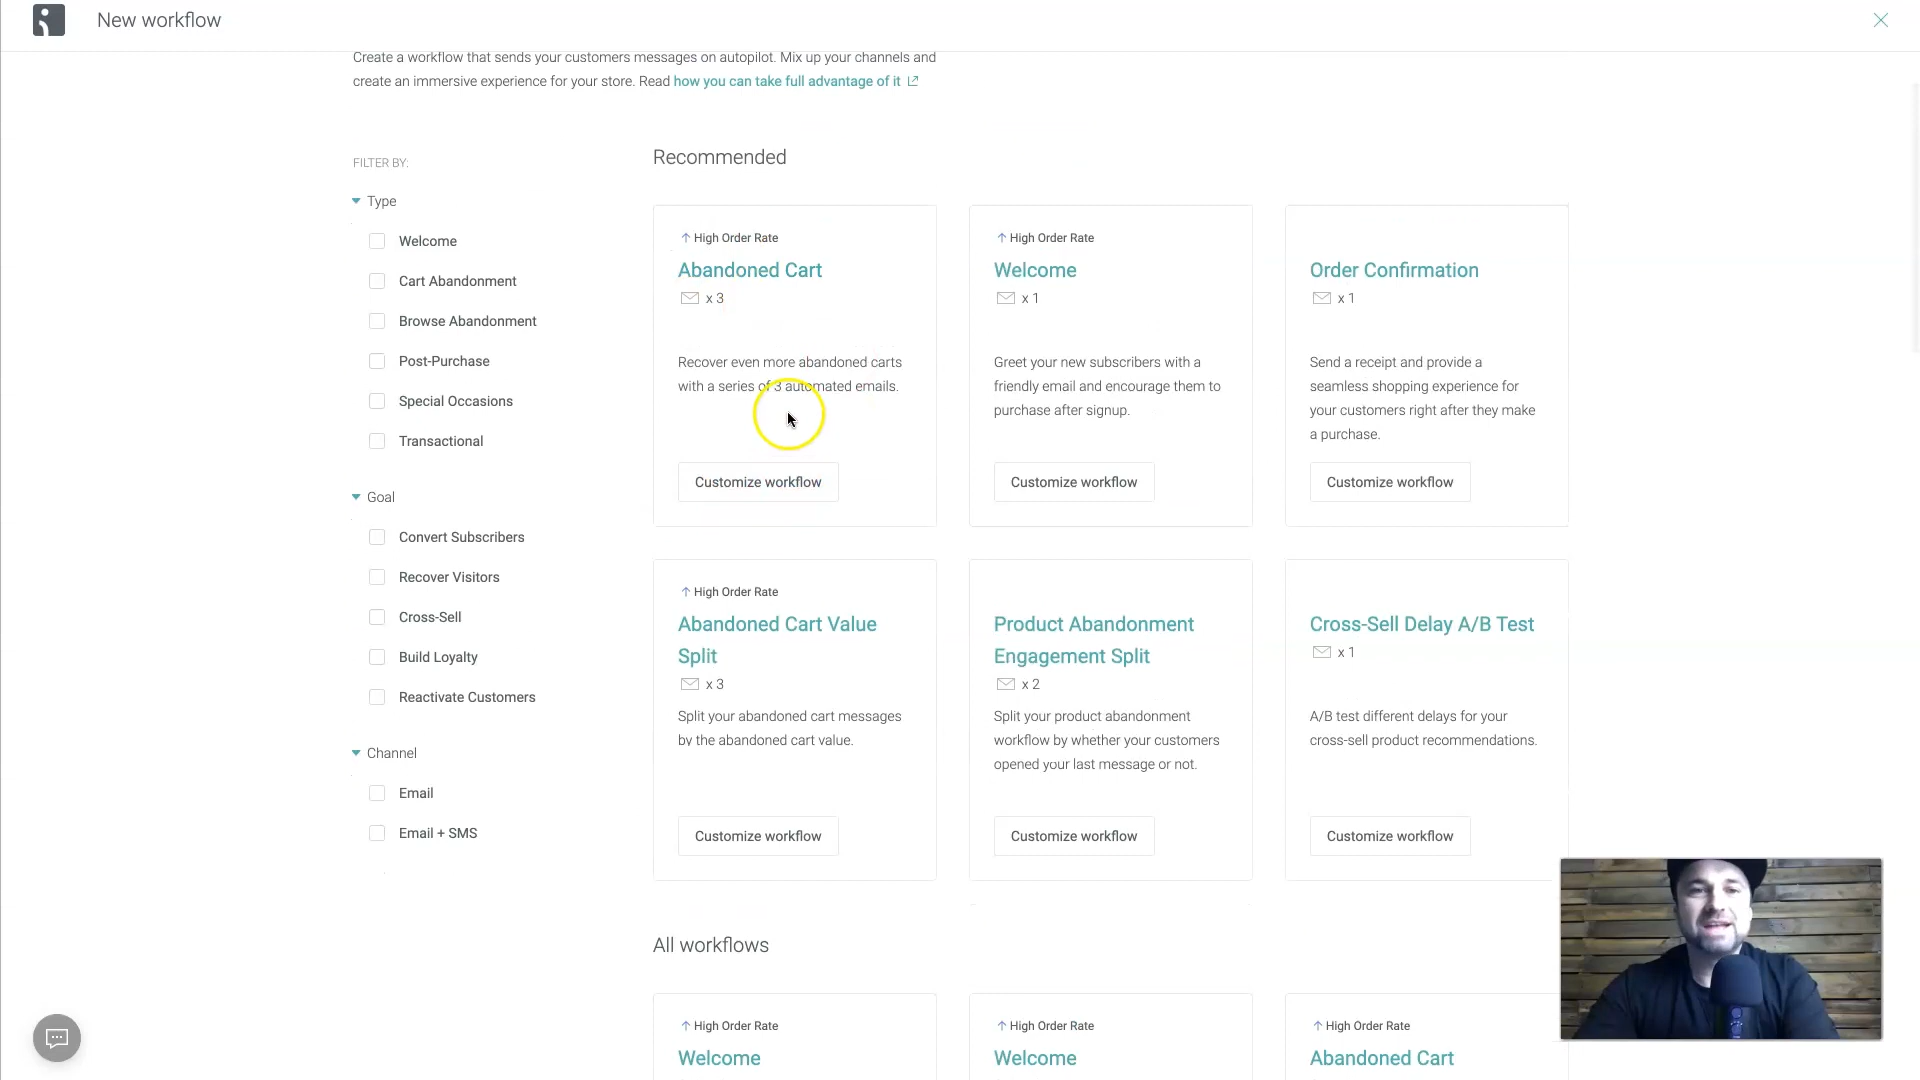 New workflow
Create a workflow that sends your customers messages on autopilot. Mix up your channels and
create an immersive experience for your store. Read how you can take full advantage of it
FILTER BY:
Type
Welcome
Cart Abandonment
Browse Abandonment
Post-Purchase
Special Occasions
Transactional
Goal
Convert Subscribers
Recover Visitors
Cross-Sell
Build Loyalty
Reactivate Customers
Channel
Email
Email + SMS
Recommended
High Order Rate
Abandoned Cart
x 3
Recover even more abandoned carts
with a series of 3 automated emails.
Customize workflow
High Order Rate
Welcome
x 1
Greet your new subscribers with a
friendly email and encourage them to
purchase after signup.
Customize workflow
Order Confirmation
x 1
Send a receipt and provide a
seamless shopping experience for
your customers right after they make
a purchase.
Customize workflow
High Order Rate
Abandoned Cart Value
Split
x 3
Split your abandoned cart messages
by the abandoned cart value.
Customize workflow
Product Abandonment
Engagement Split
x 2
Split your product abandonment
workflow by whether your customers
opened your last message or not.
Customize workflow
Cross-Sell Delay A/B Test
x 1
A/B test different delays for your
cross-sell product recommendations.
Customize workflow
All workflows
High Order Rate
Welcome
High Order Rate
Welcome
High Order Rate
Abandoned Cart